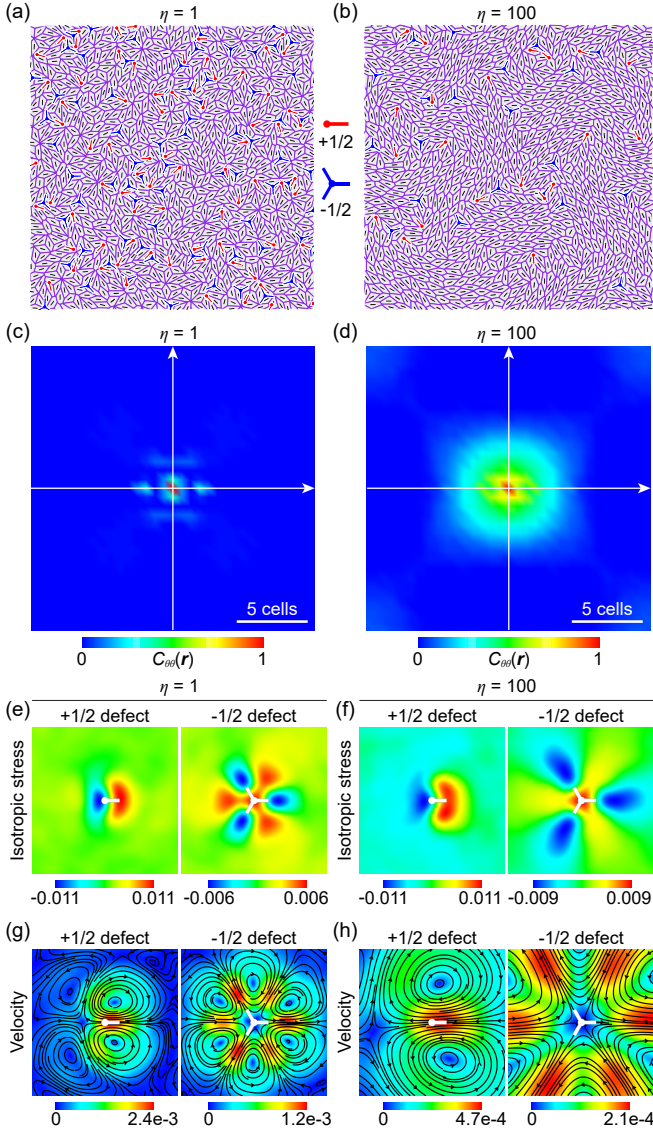 (a) η = 1 (b) η = 100
+1/2
-1/2
(c) η = 1 (d) η = 100
5 cells 5 cells
0 1 0 1
Cθθ(r) Cθθ(r)
η = 1 η = 100
(e) +1/2 defect -1/2 defect (f) +1/2 defect -1/2 defect
Isotropic stress Isotropic stress
-0.011 0.011 -0.006 0.006 -0.011 0.011 -0.009 0.009
(g) +1/2 defect -1/2 defect (h) +1/2 defect -1/2 defect
Velocity Velocity
0 2.4e-3 0 1.2e-3 0 4.7e-4 0 2.1e-4